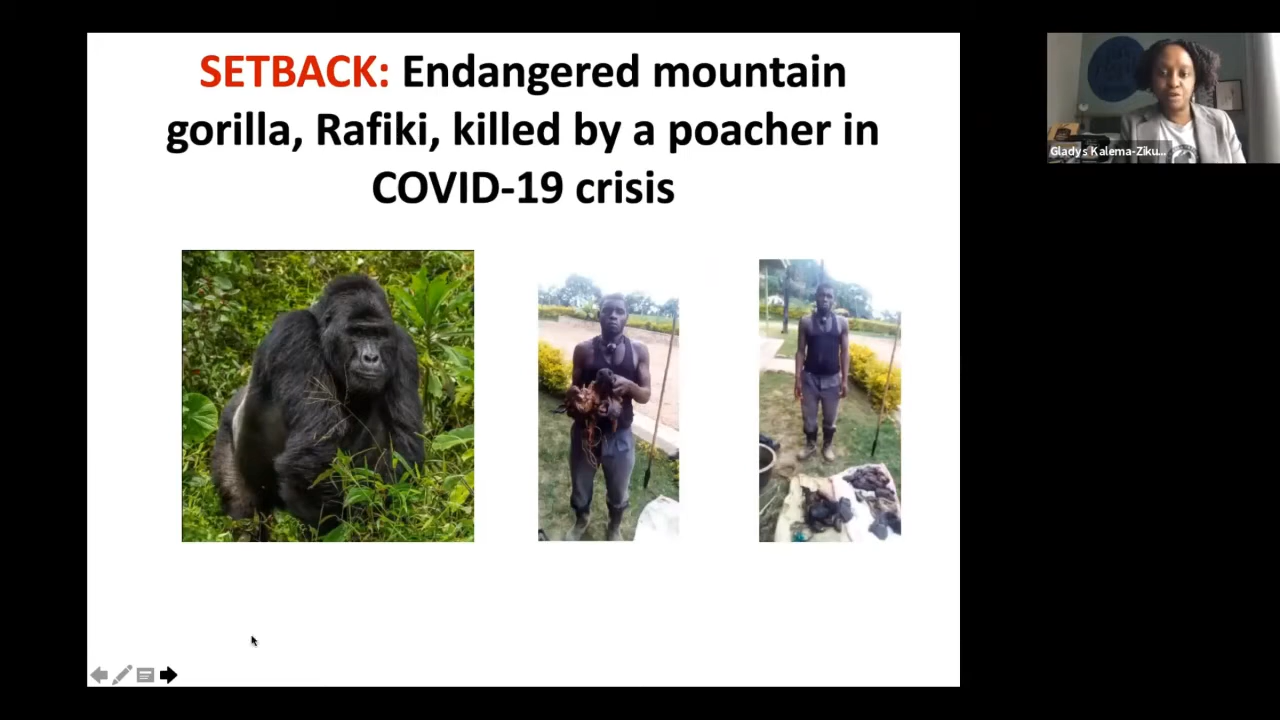 SETBACK: Endangered mountain
gorilla, Rafiki, killed by a poacher in
COVID-19 crisis
Gladys Kalema-Ziku...